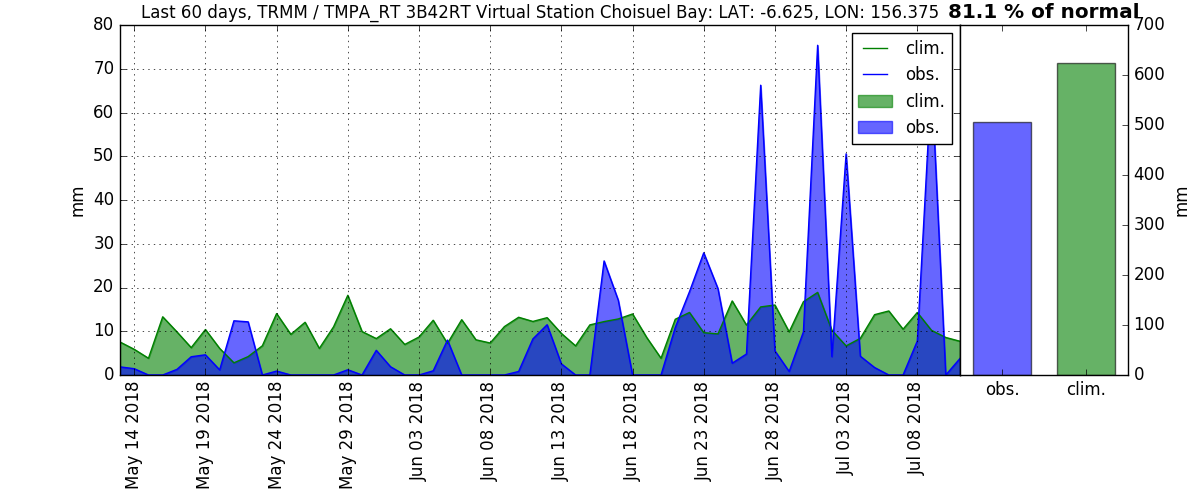 Last 60 days, TRMM / TMPA_RT 3B42RT Virtual Station Choisuel Bay: LAT: -6.625, LON: 156.375 81.1 % of normal
80
70
60
50
40
30
20
10
0
mm
clim.
obs.
clim.
obs.
700
600
500
400
300
200
100
0
mm
May 14 2018
May 19 2018
May 24 2018
May 29 2018
Jun 03 2018
Jun 08 2018
Jun 13 2018
Jun 18 2018
Jun 23 2018
Jun 28 2018
Jul 03 2018
Jul 08 2018
obs.
clim.